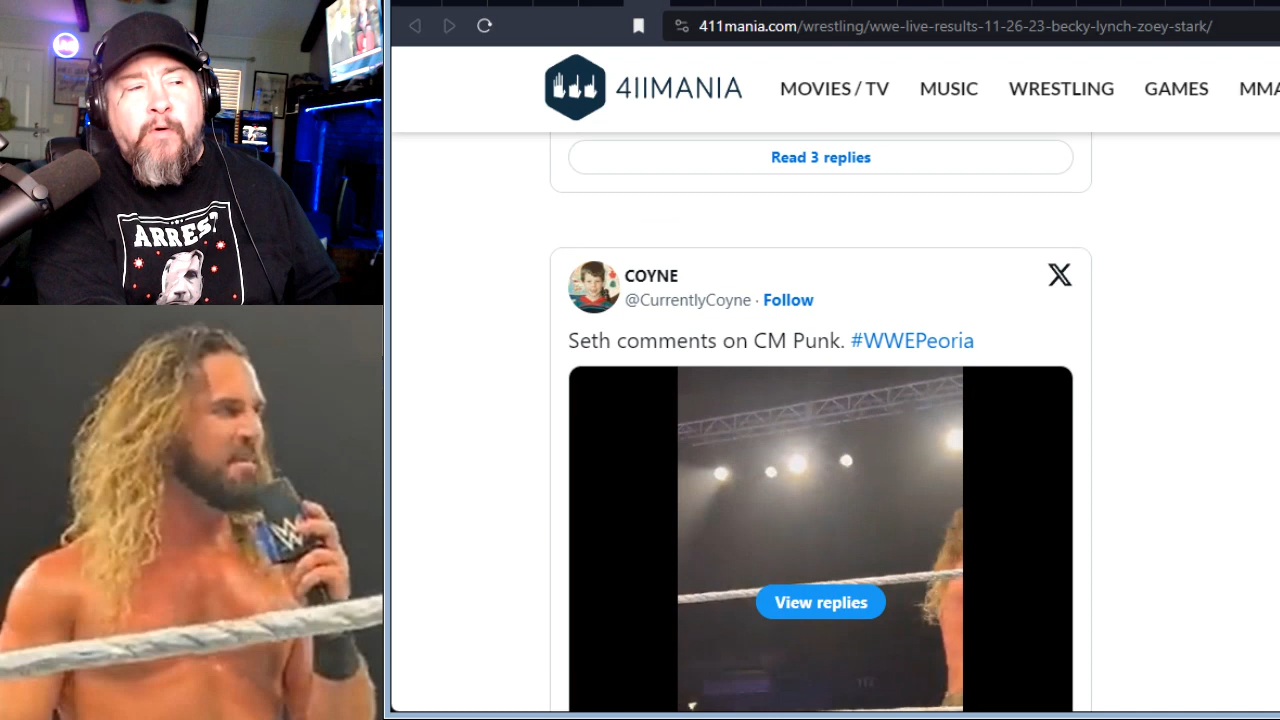 411mania.com/wrestling/wwe-live-results-11-26-23-becky-lynch-zoey-stark/
411MANIA
MOVIES / TV MUSIC WRESTLING GAMES MMA
Read 3 replies
COYNE
@CurrentlyCoyne · Follow
X
Seth comments on CM Punk. #WWEPeoria
View replies
ARREST
W